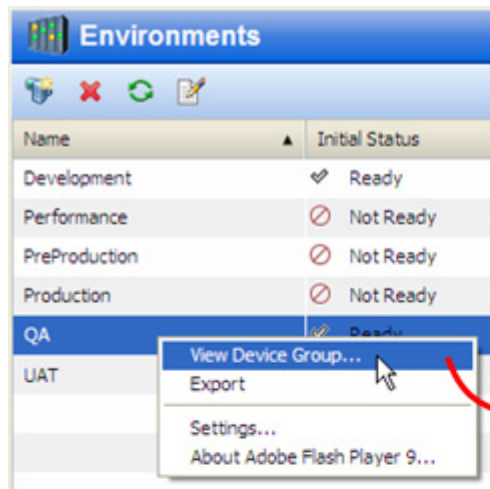 Environments
Name Initial Status
Development Ready
Performance Not Ready
PreProduction Not Ready
Production Not Ready
QA Ready
View Device Group...
UAT
Export
Settings...
About Adobe Flash Player 9...